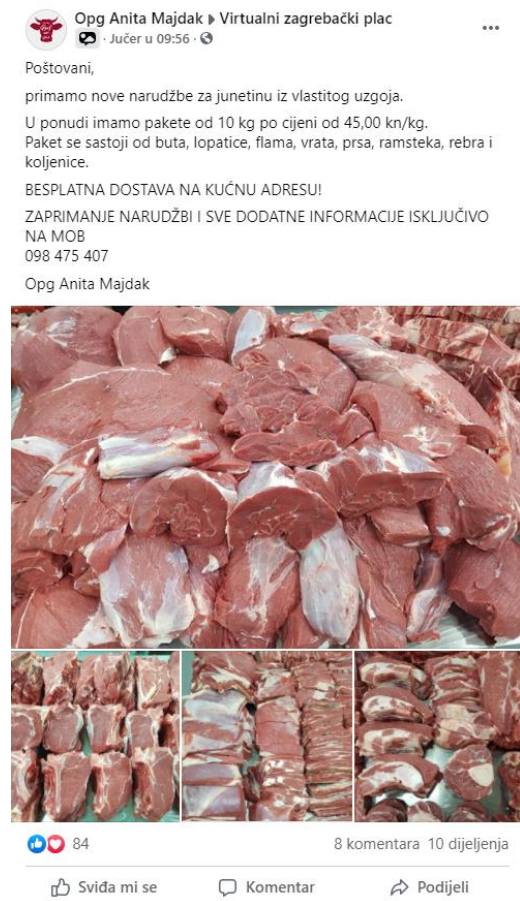 Opg Anita Majdak ▸ Virtualni zagrebački plac
· Jučer u 09:56 ·
Poštovani,
primamo nove narudžbe za junetinu iz vlastitog uzgoja.
U ponudi imamo pakete od 10 kg po cijeni od 45,00 kn/kg.
Paket se sastoji od buta, lopatice, flama, vrata, prsa, ramsteka, rebra i
koljenice.
BESPLATNA DOSTAVA NA KUĆNU ADRESU!
ZAPRIMANJE NARUDŽBI I SVE DODATNE INFORMACIJE ISKLJUČIVO
NA MOB
098 475 407
Opg Anita Majdak
84 8 komentara 10 dijeljenja
Sviđa mi se Komentar Podijeli